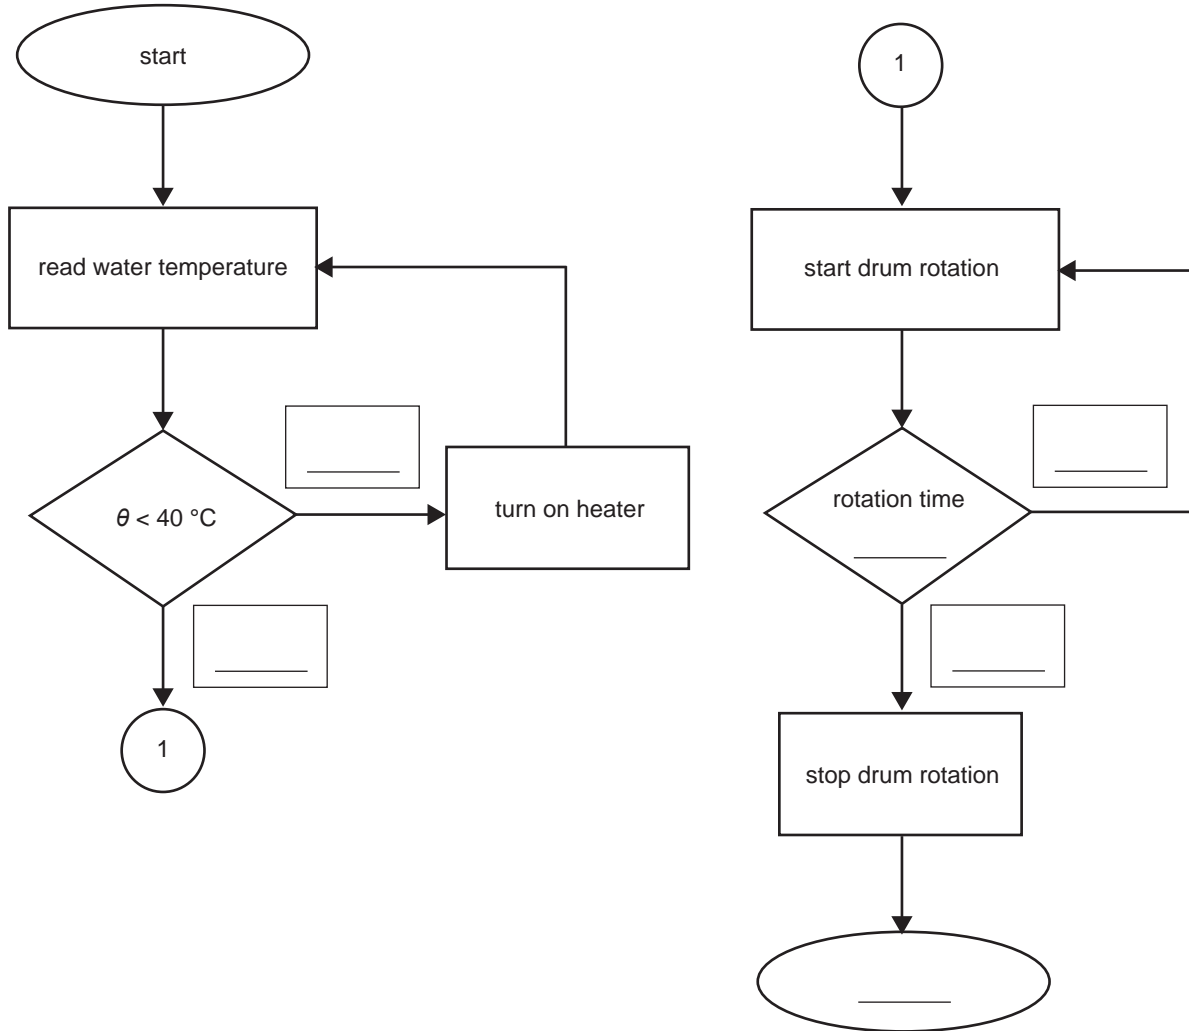 start
read water temperature
θ < 40 °C
turn on heater
1
1
start drum rotation
rotation time
stop drum rotation